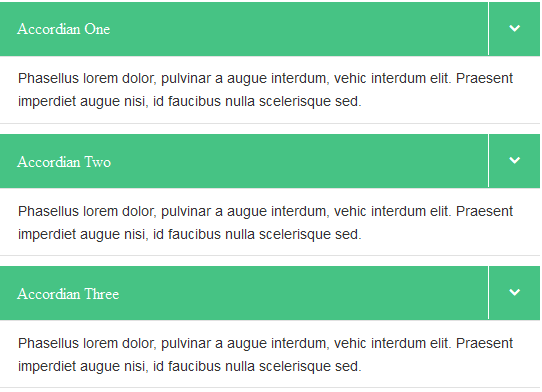 Accordian One
Phasellus lorem dolor, pulvinar a augue interdum, vehic interdum elit. Praesent
imperdiet augue nisi, id faucibus nulla scelerisque sed.
Accordian Two
Phasellus lorem dolor, pulvinar a augue interdum, vehic interdum elit. Praesent
imperdiet augue nisi, id faucibus nulla scelerisque sed.
Accordian Three
Phasellus lorem dolor, pulvinar a augue interdum, vehic interdum elit. Praesent
imperdiet augue nisi, id faucibus nulla scelerisque sed.